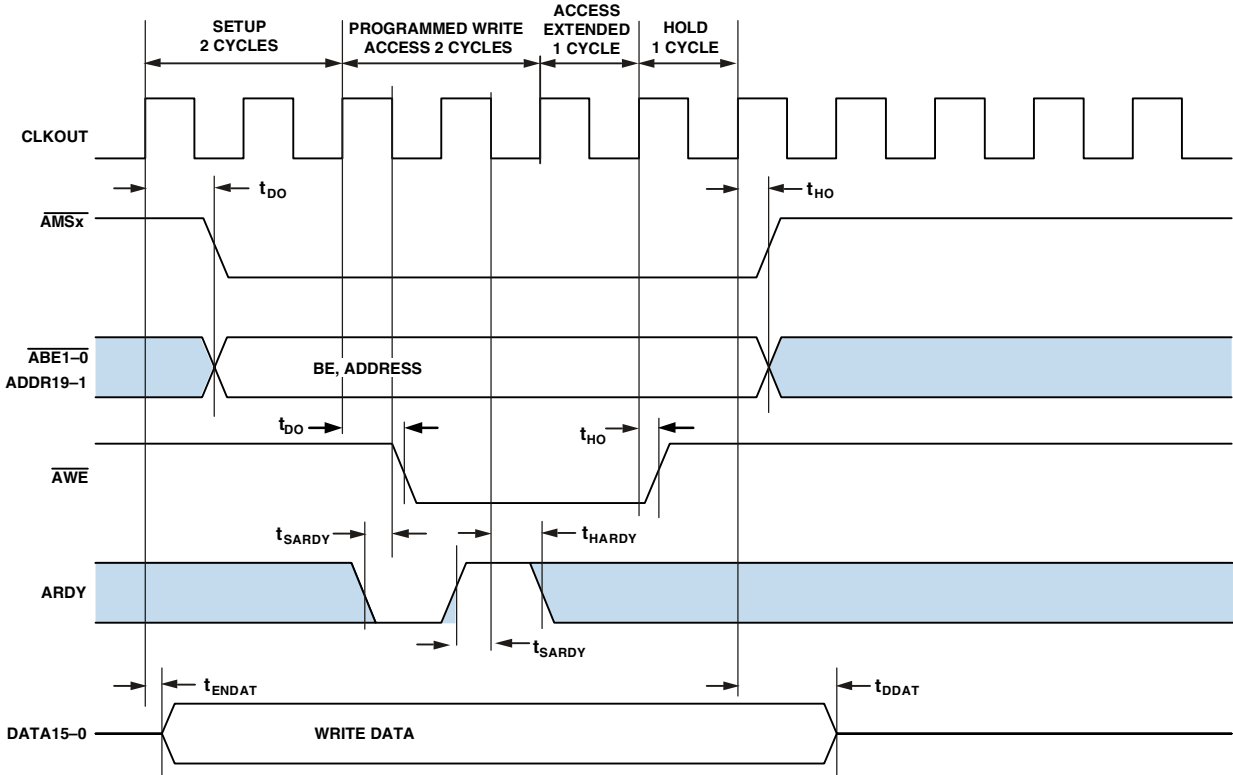 SETUP
2 CYCLES
PROGRAMMED WRITE
ACCESS 2 CYCLES
ACCESS
EXTENDED
1 CYCLE
HOLD
1 CYCLE
CLKOUT
tDO
tHO
AMSx
ABE1–0
ADDR19–1
BE, ADDRESS
tDO
tHO
AWE
tSARDY
tHARDY
ARDY
tSARDY
tENDAT
tDDAT
DATA15–0
WRITE DATA